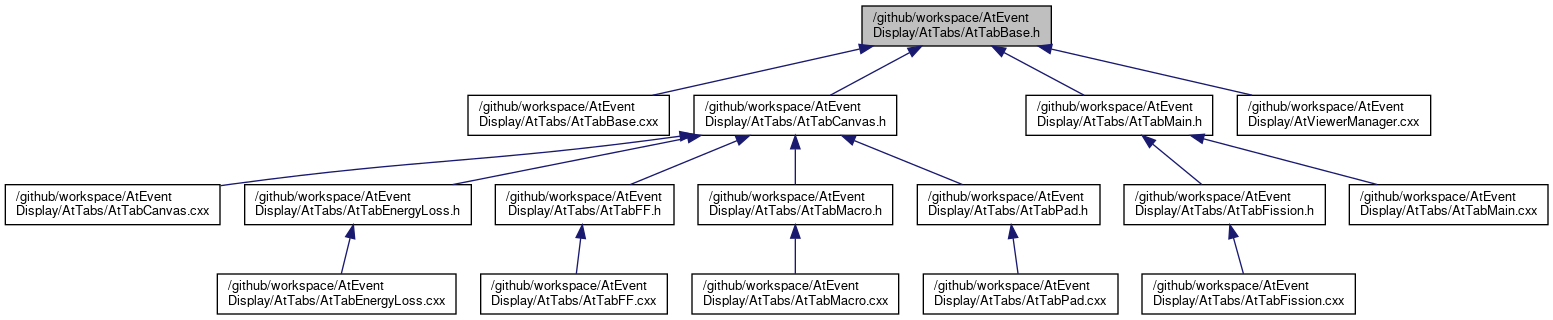 /github/workspace/AtEvent
Display/AtTabs/AtTabBase.h
/github/workspace/AtEvent
Display/AtTabs/AtTabBase.cxx
/github/workspace/AtEvent
Display/AtTabs/AtTabCanvas.h
/github/workspace/AtEvent
Display/AtTabs/AtTabMain.h
/github/workspace/AtEvent
Display/AtViewerManager.cxx
/github/workspace/AtEvent
Display/AtTabs/AtTabCanvas.cxx
/github/workspace/AtEvent
Display/AtTabs/AtTabEnergyLoss.h
/github/workspace/AtEvent
Display/AtTabs/AtTabFF.h
/github/workspace/AtEvent
Display/AtTabs/AtTabMacro.h
/github/workspace/AtEvent
Display/AtTabs/AtTabPad.h
/github/workspace/AtEvent
Display/AtTabs/AtTabFission.h
/github/workspace/AtEvent
Display/AtTabs/AtTabMain.cxx
/github/workspace/AtEvent
Display/AtTabs/AtTabEnergyLoss.cxx
/github/workspace/AtEvent
Display/AtTabs/AtTabFF.cxx
/github/workspace/AtEvent
Display/AtTabs/AtTabMacro.cxx
/github/workspace/AtEvent
Display/AtTabs/AtTabPad.cxx
/github/workspace/AtEvent
Display/AtTabs/AtTabFission.cxx